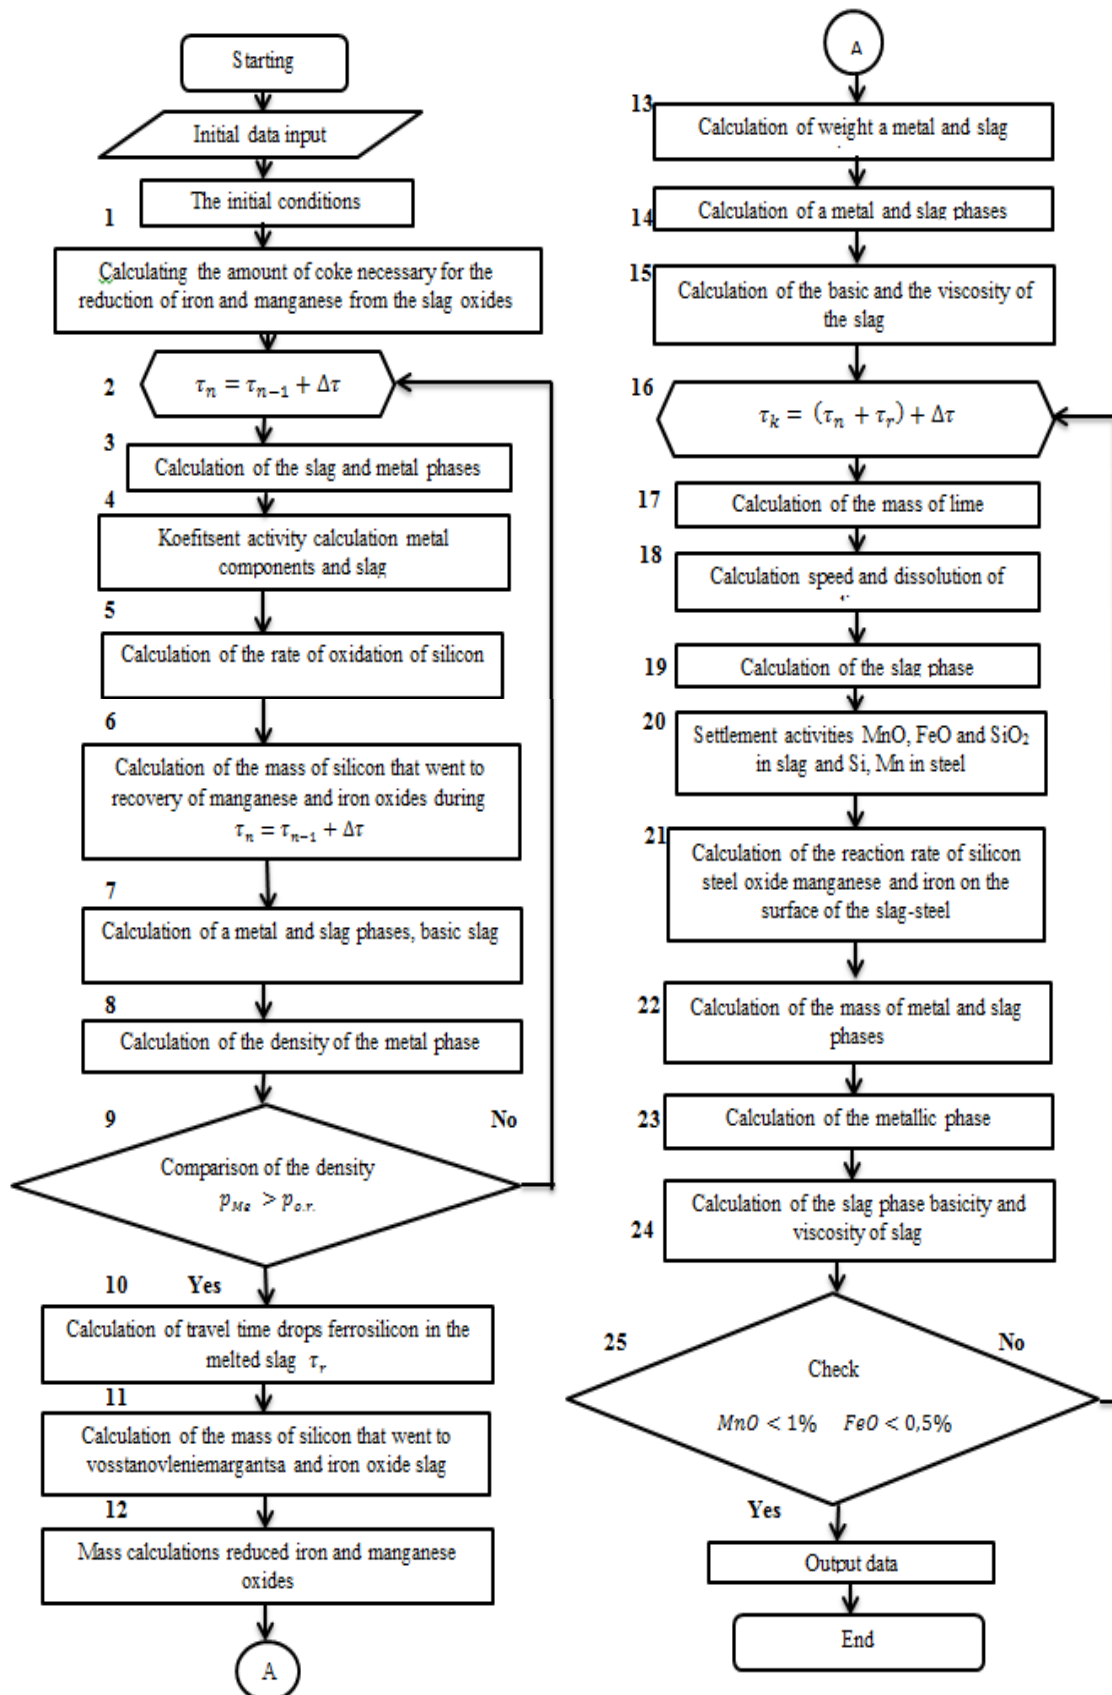 Starting
Initial data input
The initial conditions
1
Calculating the amount of coke necessary for the
reduction of iron and manganese from the slag oxides
2
τₙ = τₙ₋₁ + Δτ
3
Calculation of the slag and metal phases
4
Koefitsent activity calculation metal
components and slag
5
Calculation of the rate of oxidation of silicon
6
Calculation of the mass of silicon that went to
recovery of manganese and iron oxides during
τₙ = τₙ₋₁ + Δτ
7
Calculation of a metal and slag phases, basic slag
8
Calculation of the density of the metal phase
9
No
Comparison of the density
p_Me > p_o.r.
10
Yes
Calculation of travel time drops ferrosilicon in the
melted slag τᵣ
11
Calculation of the mass of silicon that went to
vosstanovleniemargantsa and iron oxide slag
12
Mass calculations reduced iron and manganese
oxides
A
A
13
Calculation of weight a metal and slag
14
Calculation of a metal and slag phases
15
Calculation of the basic and the viscosity of
the slag
16
τₖ = (τₙ + τᵣ) + Δτ
17
Calculation of the mass of lime
18
Calculation speed and dissolution of
19
Calculation of the slag phase
20
Settlement activities MnO, FeO and SiO₂
in slag and Si, Mn in steel
21
Calculation of the reaction rate of silicon
steel oxide manganese and iron on the
surface of the slag-steel
22
Calculation of the mass of metal and slag
phases
23
Calculation of the metallic phase
24
Calculation of the slag phase basicity and
viscosity of slag
25
No
Check
MnO < 1% FeO < 0,5%
Yes
Output data
End